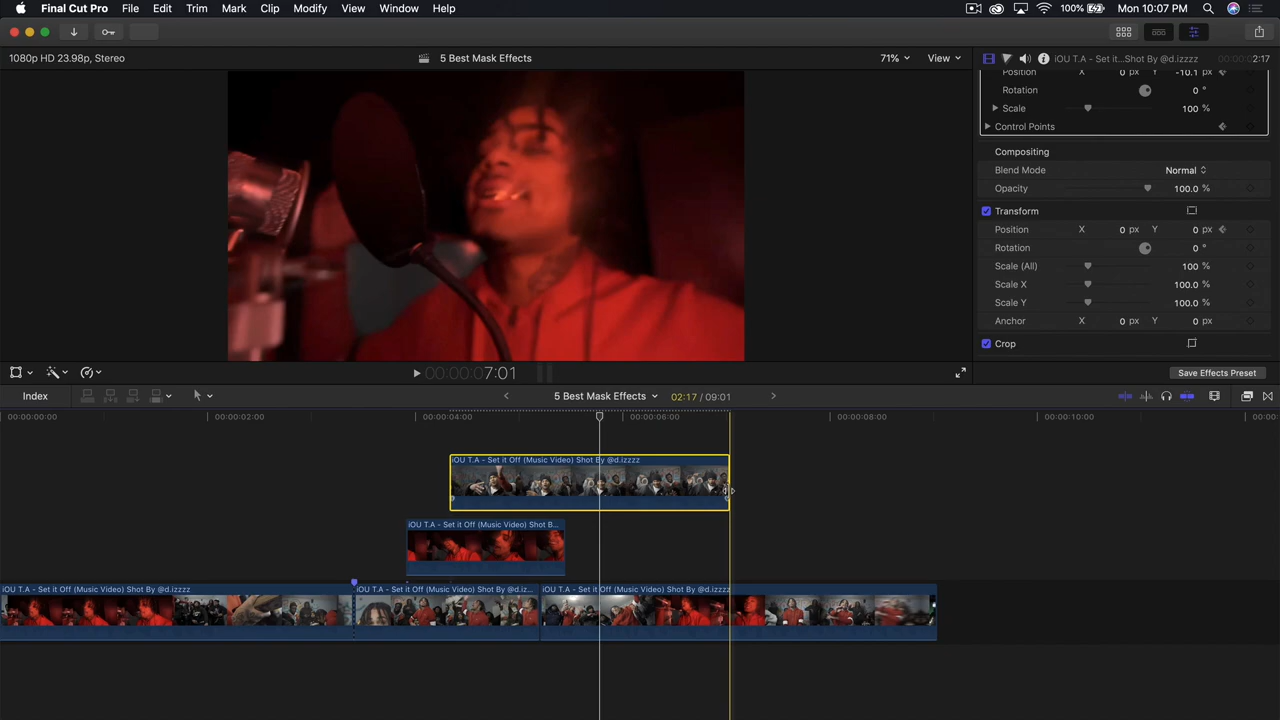 Final Cut Pro File Edit Trim Mark Clip Modify View Window Help 100% Mon 10:07 PM
1080p HD 23.98p, Stereo 5 Best Mask Effects 71% View iOU T.A - Set it...Shot By @d.izzzz 00:00:02:17
Position X 0 px Y -10.1 px
Rotation 0 °
Scale 100 %
Control Points
Compositing
Blend Mode Normal
Opacity 100.0 %
Transform
Position X 0 px Y 0 px
Rotation 0 °
Scale (All) 100 %
Scale X 100.0 %
Scale Y 100.0 %
Anchor X 0 px Y 0 px
Crop
00:00:00:07:01 Save Effects Preset
Index 5 Best Mask Effects 02:17 / 09:01
00:00:00:00 00:00:02:00 00:00:04:00 00:00:06:00 00:00:08:00 00:00:10:00
iOU T.A - Set it Off (Music Video) Shot By @d.izzzz
iOU T.A - Set it Off (Music Video) Shot B...
iOU T.A - Set it Off (Music Video) Shot By @d.izzzz iOU T.A - Set it Off (Music Video) Shot By @d.iz... iOU T.A - Set it Off (Music Video) Shot By @d.izzzz